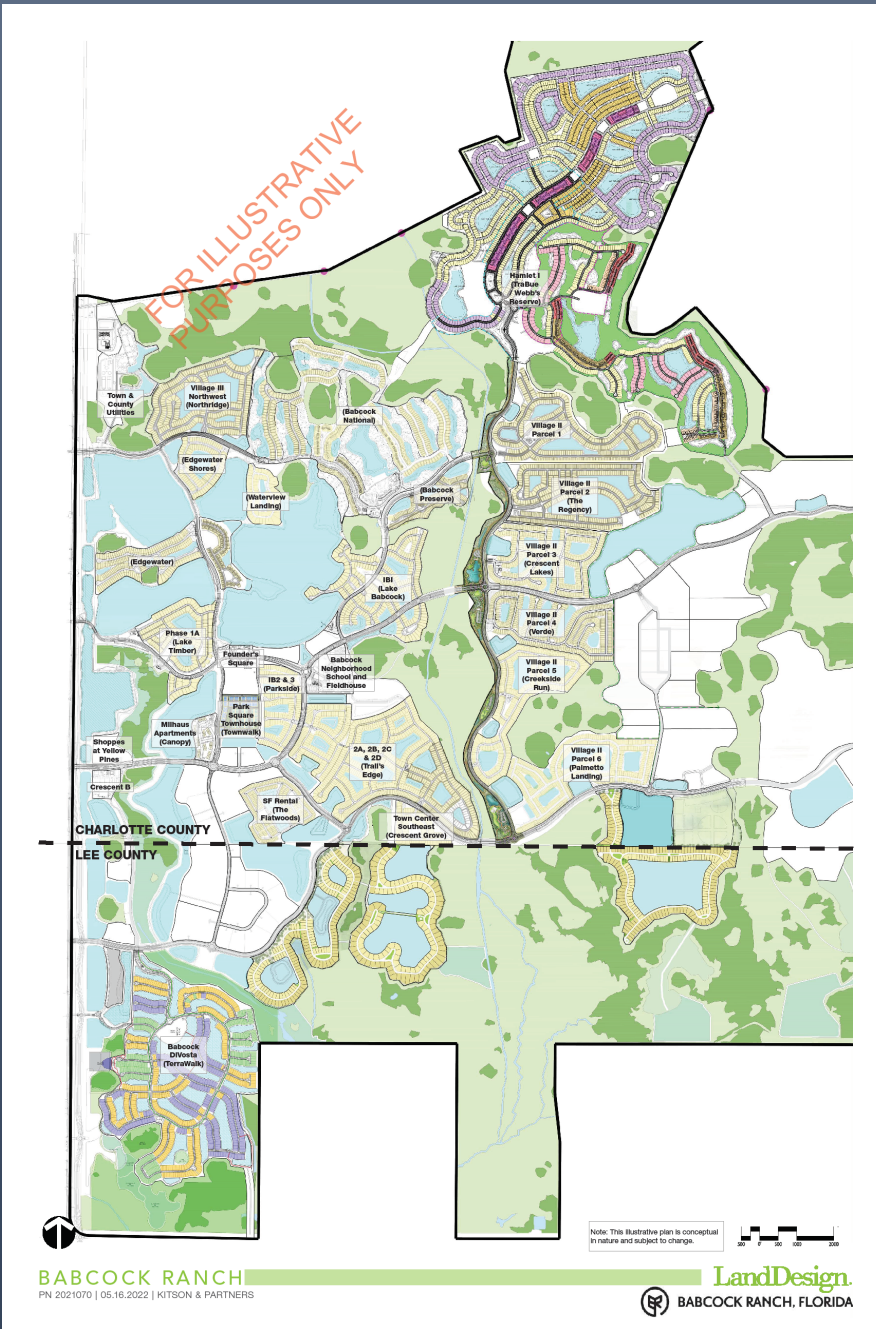 FOR ILLUSTRATIVE
PURPOSES ONLY
Hamlet I
(TraBue
Webb's
Reserve)
Town &
County
Utilities
Village III
Northwest
(Northridge)
(Babcock
National)
Village II
Parcel 1
(Edgewater
Shores)
(Waterview
Landing)
(Babcock
Preserve)
Village II
Parcel 2
(The
Regency)
(Edgewater)
IBI
(Lake
Babcock)
Village II
Parcel 3
(Crescent
Lakes)
Village II
Parcel 4
(Verde)
Phase 1A
(Lake
Timber)
Founder's
Square
Babcock
Neighborhood
School and
Fieldhouse
IB2 & 3
(Parkside)
Village II
Parcel 5
(Creekside
Run)
Park
Square
Townhouse
(Townwalk)
Milhaus
Apartments
(Canopy)
Shoppes
at Yellow
Pines
2A, 2B, 2C
& 2D
(Trail's
Edge)
Village II
Parcel 6
(Palmetto
Landing)
Crescent B
SF Rental
(The
Flatwoods)
Town Center
Southeast
(Crescent Grove)
CHARLOTTE COUNTY
LEE COUNTY
Babcock
DiVosta
(TerraWalk)
Note: This illustrative plan is conceptual
in nature and subject to change.
500 0' 500 1000 2000
BABCOCK RANCH
PN 2021070 | 05.16.2022 | KITSON & PARTNERS
LandDesign.
BABCOCK RANCH, FLORIDA